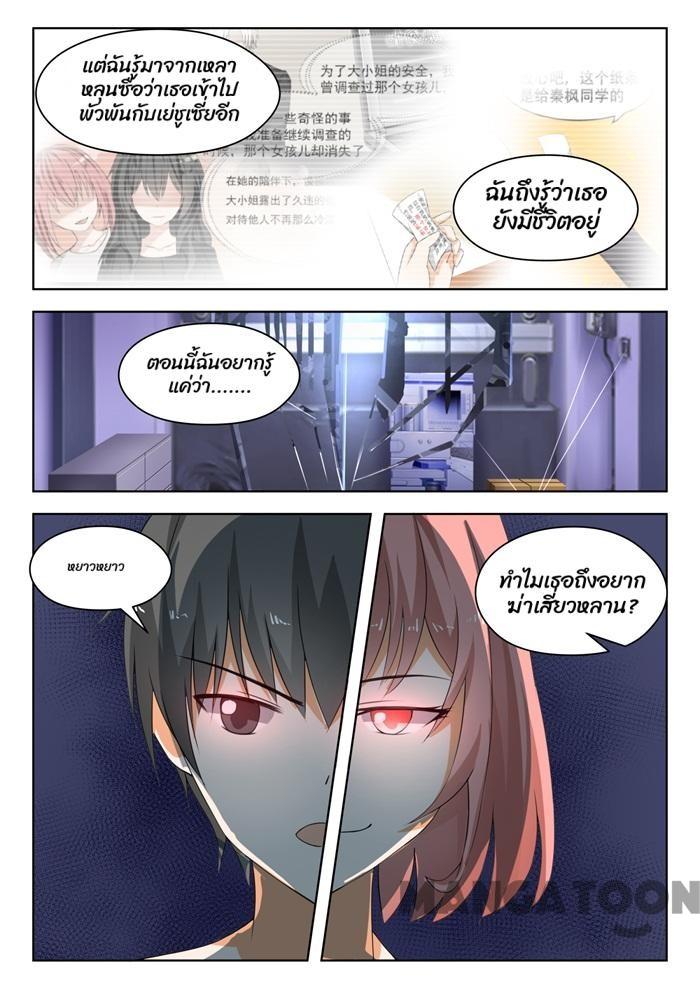 แต่ฉันรู้มาจากเหลา
หลุนซือว่าเธอเข้าไป
พัวพันกับเย่ชูเซี่ยอีก
为了大小姐的安全，我
曾调查过那个女孩儿
心吧，这个纸条
是给秦枫同学的
一些奇怪的事
准备继续调查的
时候，那个女孩儿却消失了
在她的陪伴下，
大小姐露出了久违的
对待他人不再那么冷
ฉันถึงรู้ว่าเธอ
ยังมีชีวิตอยู่
ตอนนี้ฉันอยากรู้
แค่ว่า.......
หยาวหยาว
ทำไมเธอถึงอยาก
ฆ่าเสี่ยวหลาน?
MANGATOON